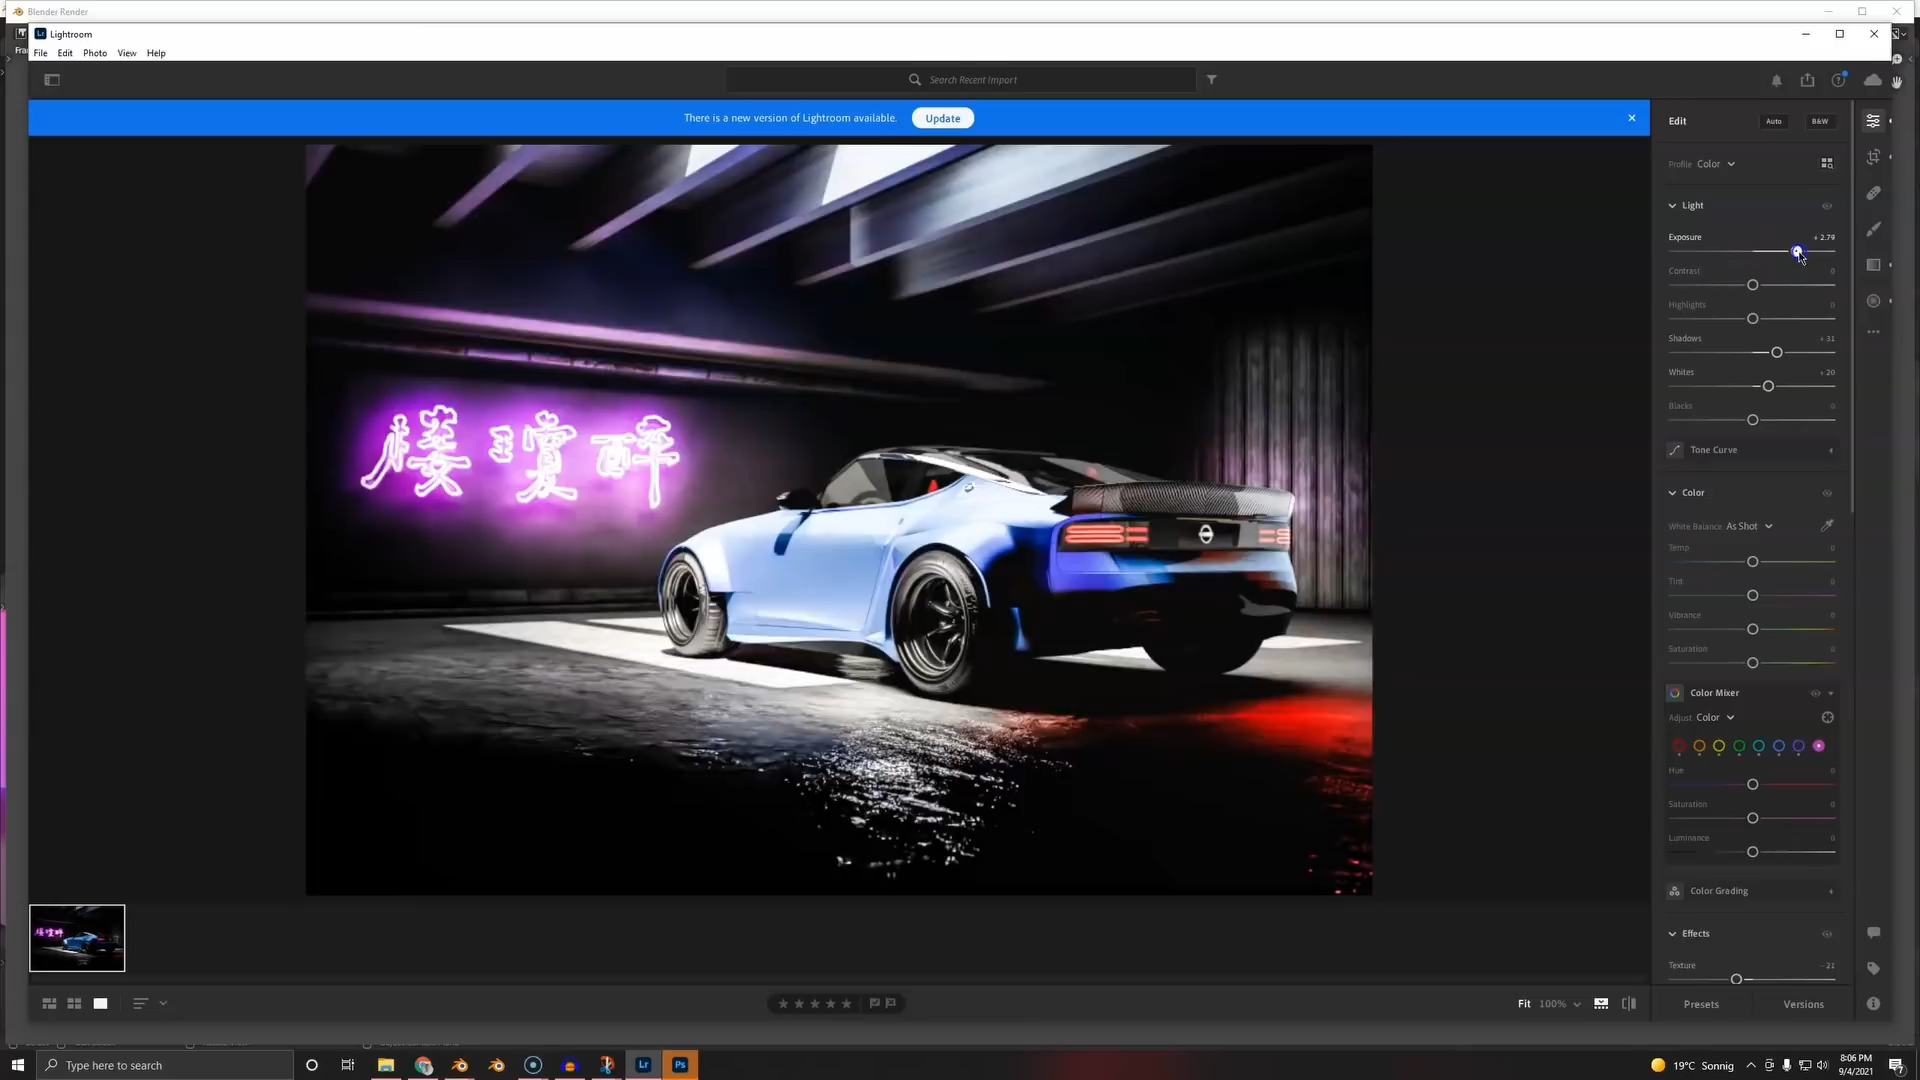 Blender Render
Lightroom
File Edit Photo View Help
Search Recent Import
There is a new version of Lightroom available. Update
Edit Auto B&W
Profile Color
Light
Exposure + 2.79
Contrast 0
Highlights 0
Shadows + 31
Whites + 20
Blacks 0
Tone Curve
Color
White Balance As Shot
Temp 0
Tint 0
Vibrance 0
Saturation 0
Color Mixer
Adjust Color
Hue 0
Saturation 0
Luminance 0
Color Grading
Effects
Texture - 21
Fit 100%
Presets Versions
Type here to search
Lr Ps
19°C Sonnig
8:06 PM
9/4/2021